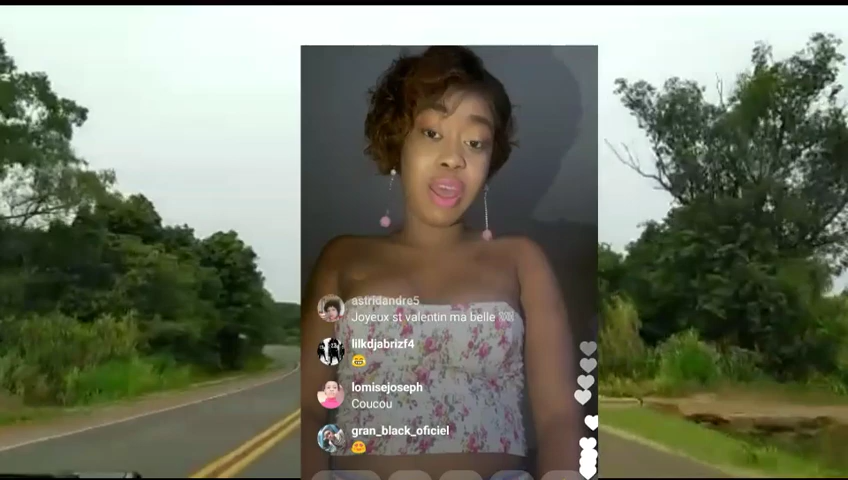 astridandre5
Joyeux st valentin ma belle
lilkdjabrizf4
lomisejoseph
Coucou
gran_black_oficiel